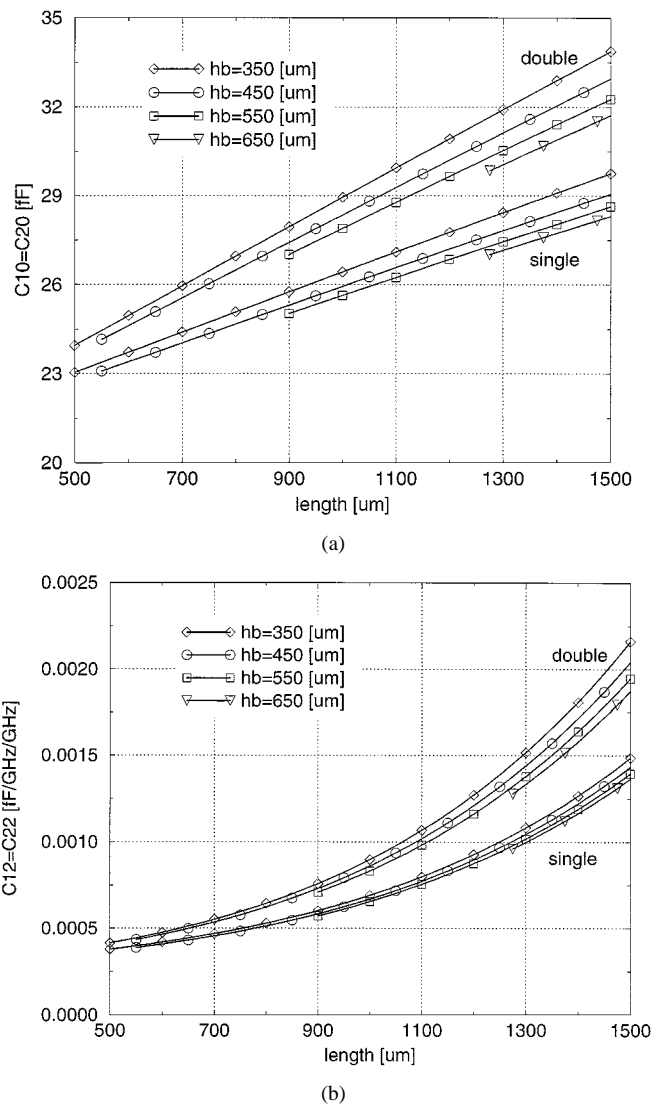 35
32
29
26
23
20
C10=C20 [fF]
hb=350 [um]
hb=450 [um]
hb=550 [um]
hb=650 [um]
double
single
500 700 900 1100 1300 1500
length [um]
(a)
0.0025
0.0020
0.0015
0.0010
0.0005
0.0000
C12=C22 [fF/GHz/GHz]
hb=350 [um]
hb=450 [um]
hb=550 [um]
hb=650 [um]
double
single
500 700 900 1100 1300 1500
length [um]
(b)